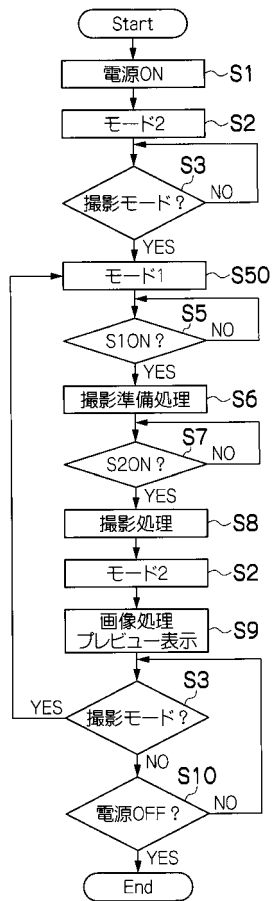 Start
電源ON
S1
モード2
S2
S3
撮影モード?
NO
YES
モード1
S50
S5
S1ON?
NO
YES
撮影準備処理
S6
S7
S2ON?
NO
YES
撮影処理
S8
モード2
S2
画像処理
プレビュー表示
S9
S3
YES
撮影モード?
NO
S10
電源OFF?
NO
YES
End